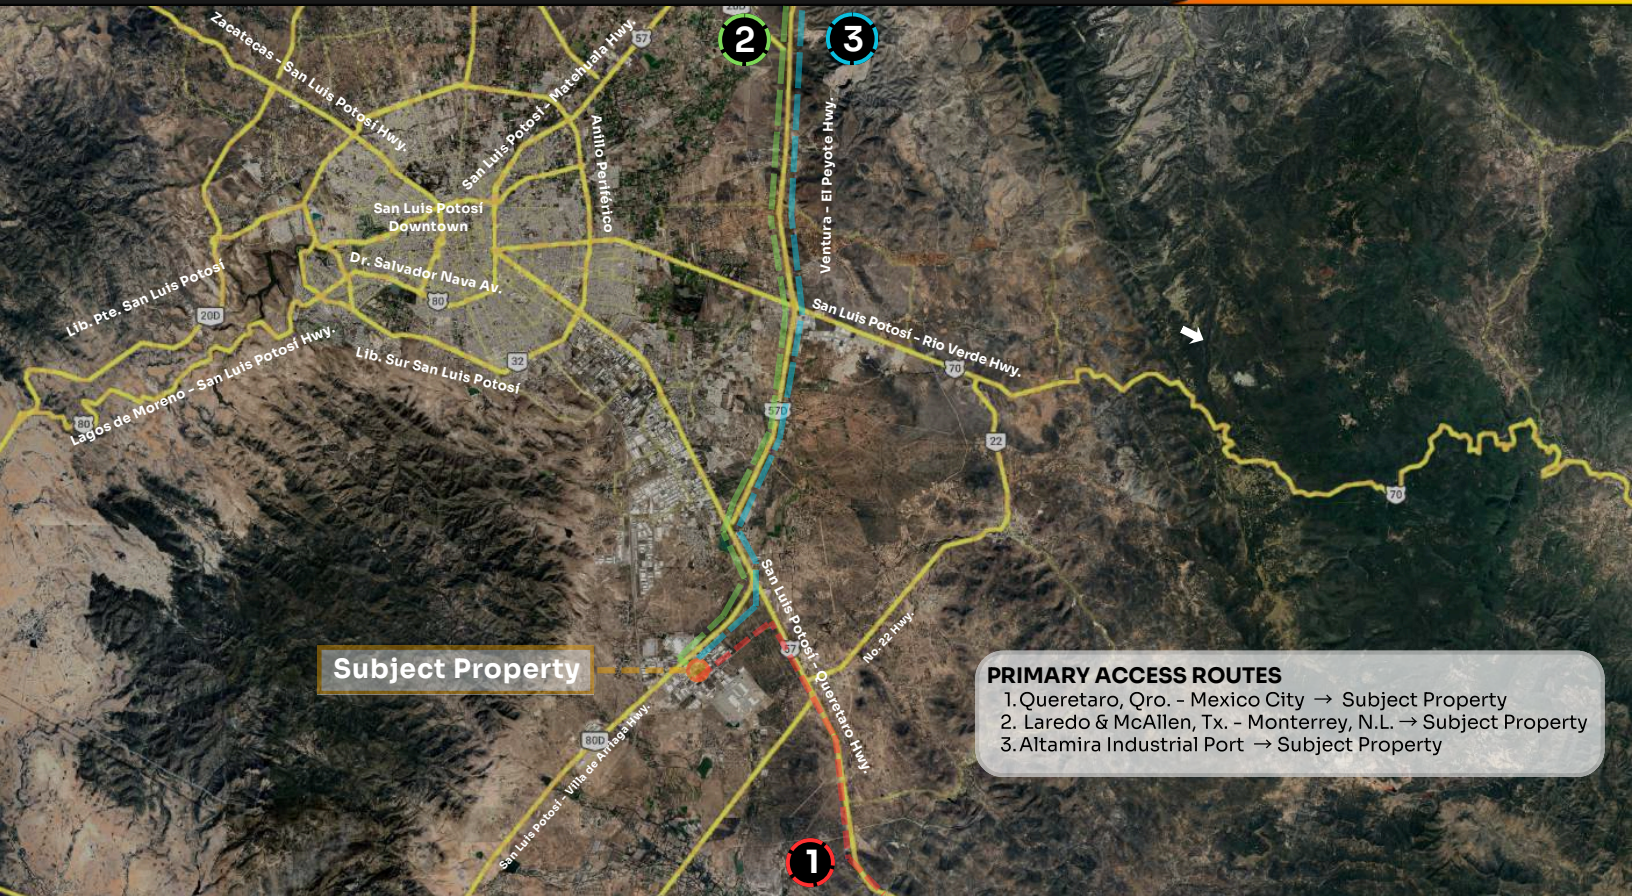 Zacatecas - San Luis Potosí Hwy.
San Luis Potosí - Matehuala Hwy.
57
2
3
Anillo Periférico
Ventura - El Peyote Hwy.
San Luis Potosí
Downtown
Dr. Salvador Nava Av.
80
Lib. Pte. San Luis Potosí
20D
Lagos de Moreno - San Luis Potosí Hwy.
80
Lib. Sur San Luis Potosí
32
San Luis Potosí - Rio Verde Hwy.
70
57D
22
70
San Luis Potosí - Queretaro Hwy.
57
No. 22 Hwy.
Subject Property
80D
San Luis Potosí - Villa de Arriaga Hwy.
1
PRIMARY ACCESS ROUTES
1. Queretaro, Qro. - Mexico City → Subject Property
2. Laredo & McAllen, Tx. - Monterrey, N.L. → Subject Property
3. Altamira Industrial Port → Subject Property